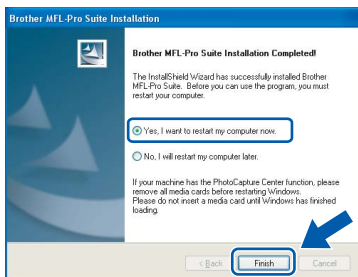 Brother MFL-Pro Suite Installation
Brother MFL-Pro Suite Installation Completed!
The InstallShield Wizard has successfully installed Brother
MFL-Pro Suite. Before you can use the program, you must
restart your computer.
Yes, I want to restart my computer now.
No, I will restart my computer later.
If your machine has the PhotoCapture Center function, please
remove all media cards before restarting Windows.
Please do not insert a media card until Windows has finished
loading.
< Back Finish Cancel